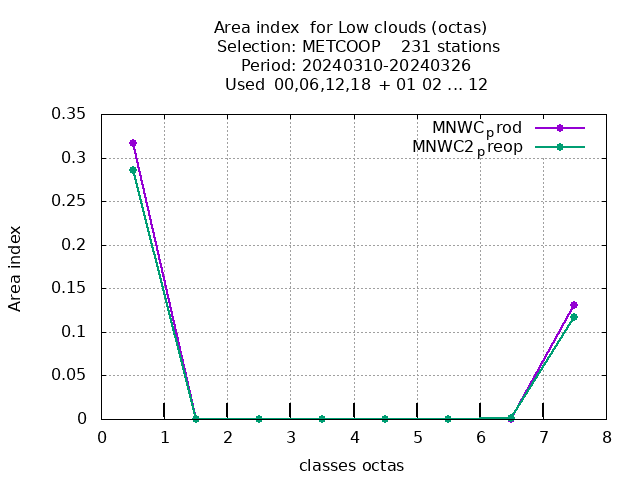 Area index  for Low clouds (octas)
Selection: METCOOP    231 stations
Period: 20240310-20240326
Used  00,06,12,18 + 01 02 ... 12
MNWC_prod
MNWC2_preop
0.35
0.3
0.25
0.2
0.15
0.1
0.05
0
Area index
0 1 2 3 4 5 6 7 8
classes octas